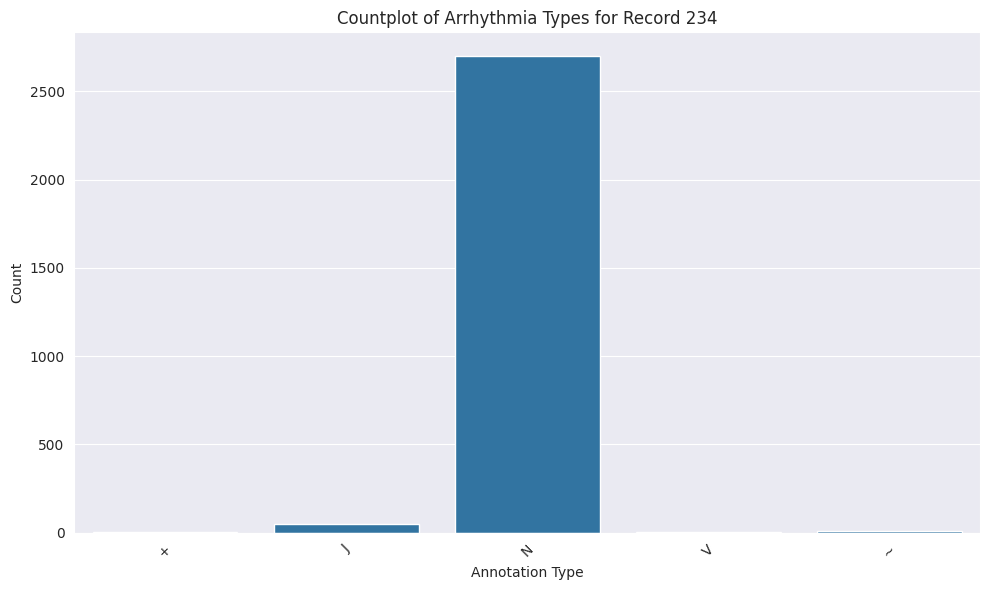 Countplot of Arrhythmia Types for Record 234
Count
2500
2000
1500
1000
500
0
+ J N V ~
Annotation Type